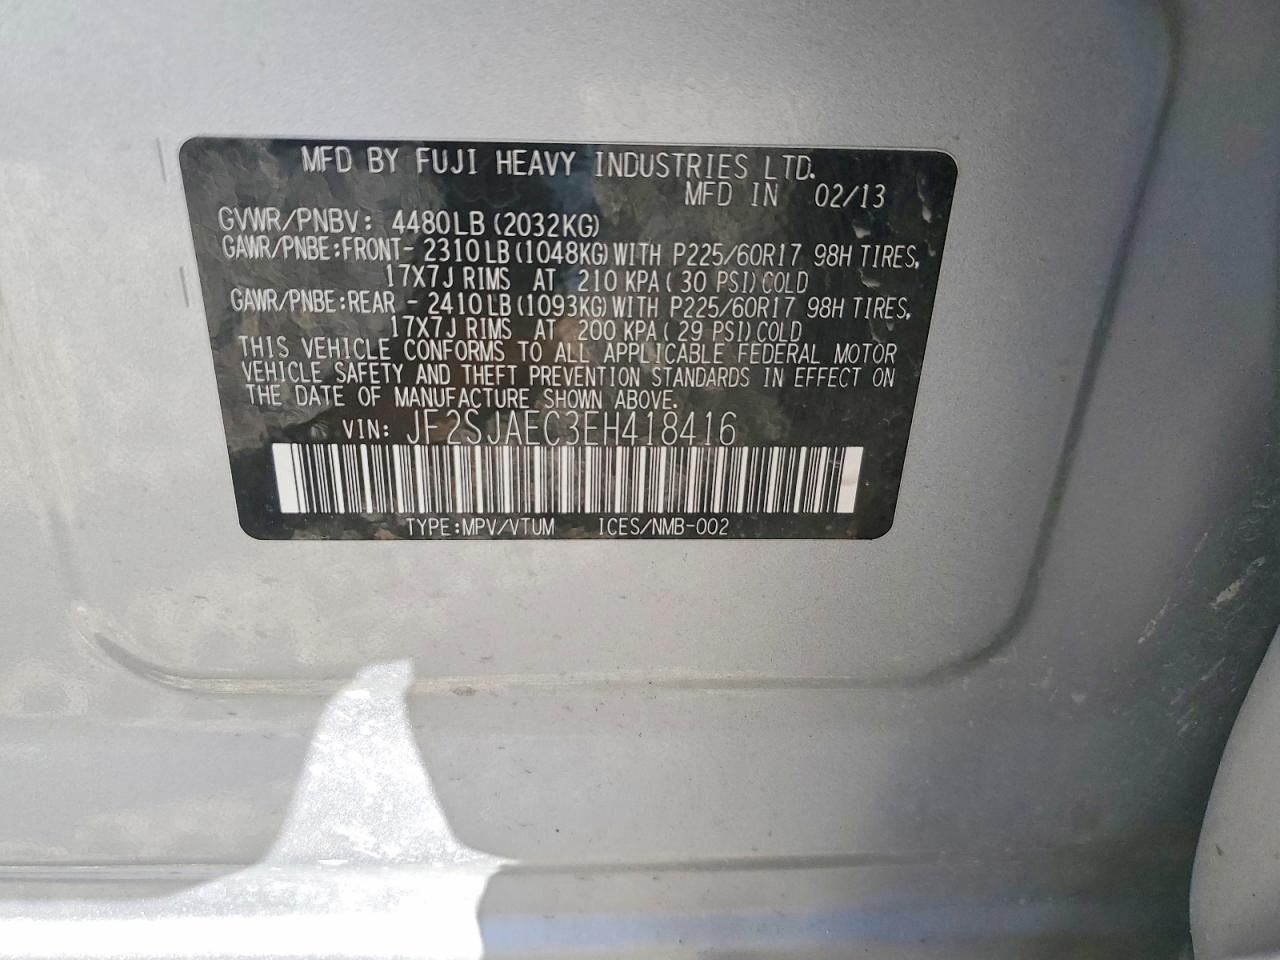 MFD BY FUJI HEAVY INDUSTRIES LTD.
MFD IN 02/13
GVWR/PNBV: 4480LB (2032KG)
GAWR/PNBE:FRONT- 2310LB (1048KG) WITH P225/60R17 98H TIRES,
17X7J RIMS AT 210 KPA ( 30 PSI) COLD
GAWR/PNBE:REAR - 2410LB (1093KG) WITH P225/60R17 98H TIRES,
17X7J RIMS AT 200 KPA ( 29 PSI) COLD
THIS VEHICLE CONFORMS TO ALL APPLICABLE FEDERAL MOTOR
VEHICLE SAFETY AND THEFT PREVENTION STANDARDS IN EFFECT ON
THE DATE OF MANUFACTURE SHOWN ABOVE.
VIN: JF2SJAEC3EH418416
TYPE:MPV/VTUM ICES/NMB-002